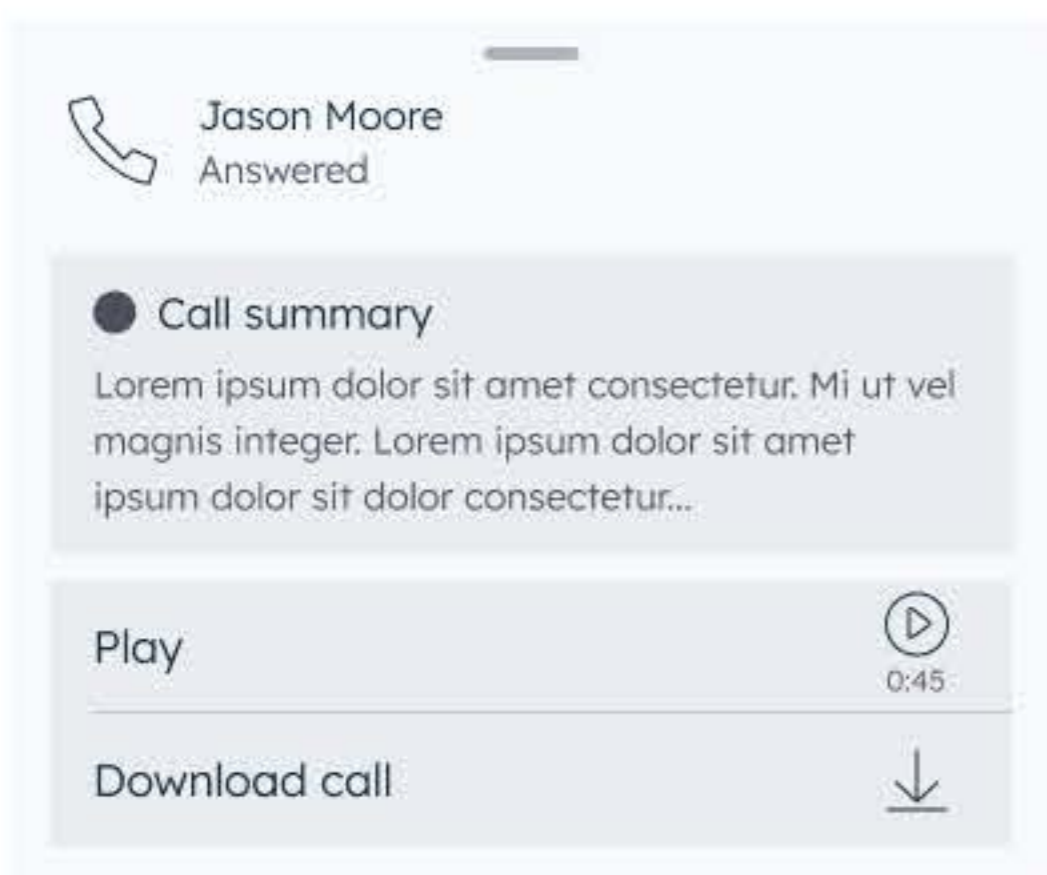 Jason Moore
Answered
Call summary
Lorem ipsum dolor sit amet consectetur. Mi ut vel
magnis integer. Lorem ipsum dolor sit amet
ipsum dolor sit dolor consectetur...
Play
0:45
Download call